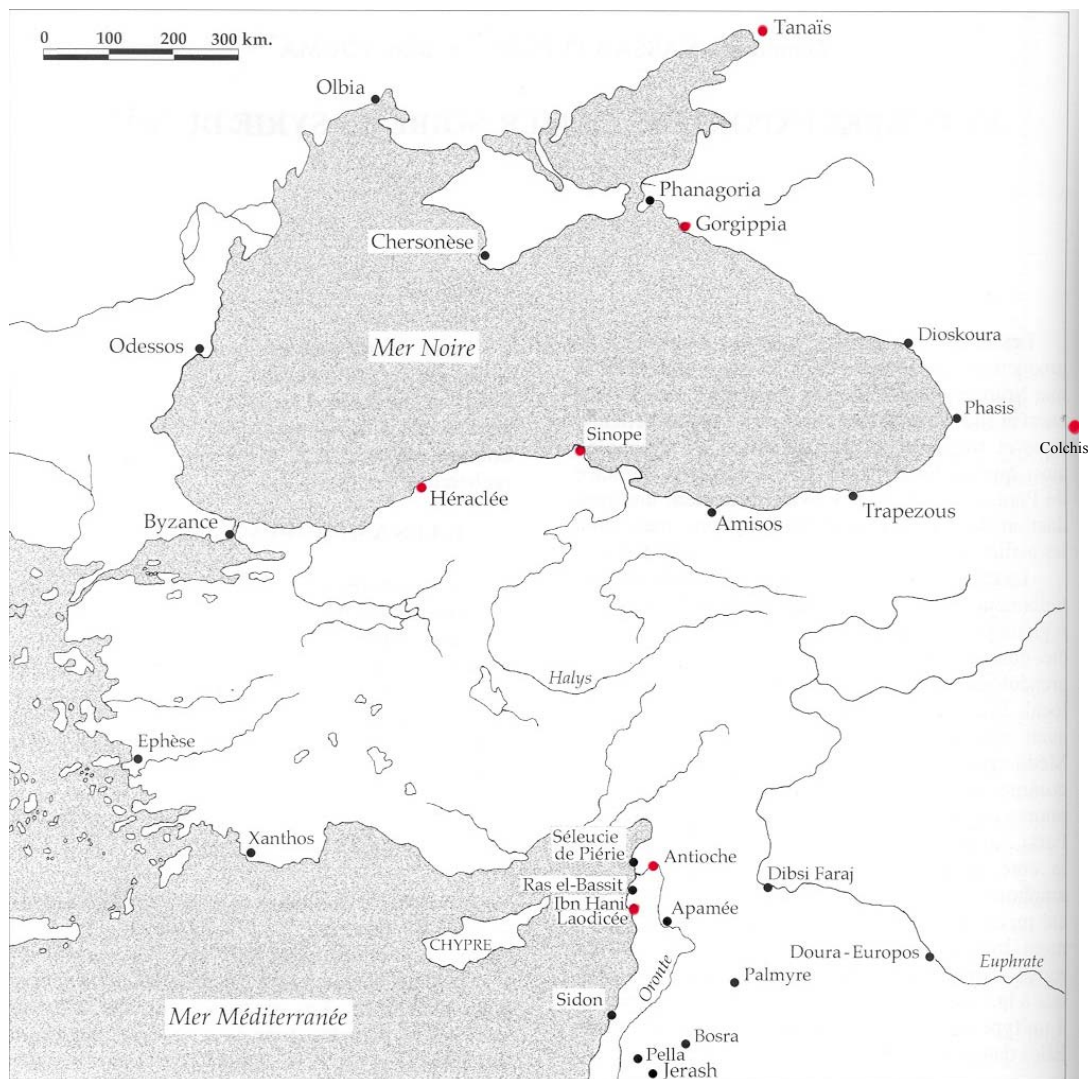 0 100 200 300 km.
Tanaïs
Olbia
Phanagoria
Gorgippia
Chersonèse
Odessos
Mer Noire
Dioskoura
Phasis
Colchis
Sinope
Héraclée
Trapezous
Amisos
Byzance
Halys
Ephèse
Xanthos
Séleucie
de Piérie
Antioche
Ras el-Bassit
Ibn Hani
Laodicée
Apamée
Dibsi Faraj
CHYPRE
Doura-Europos
Euphrate
Oronte
Palmyre
Sidon
Mer Méditerranée
Bosra
Pella
Jerash